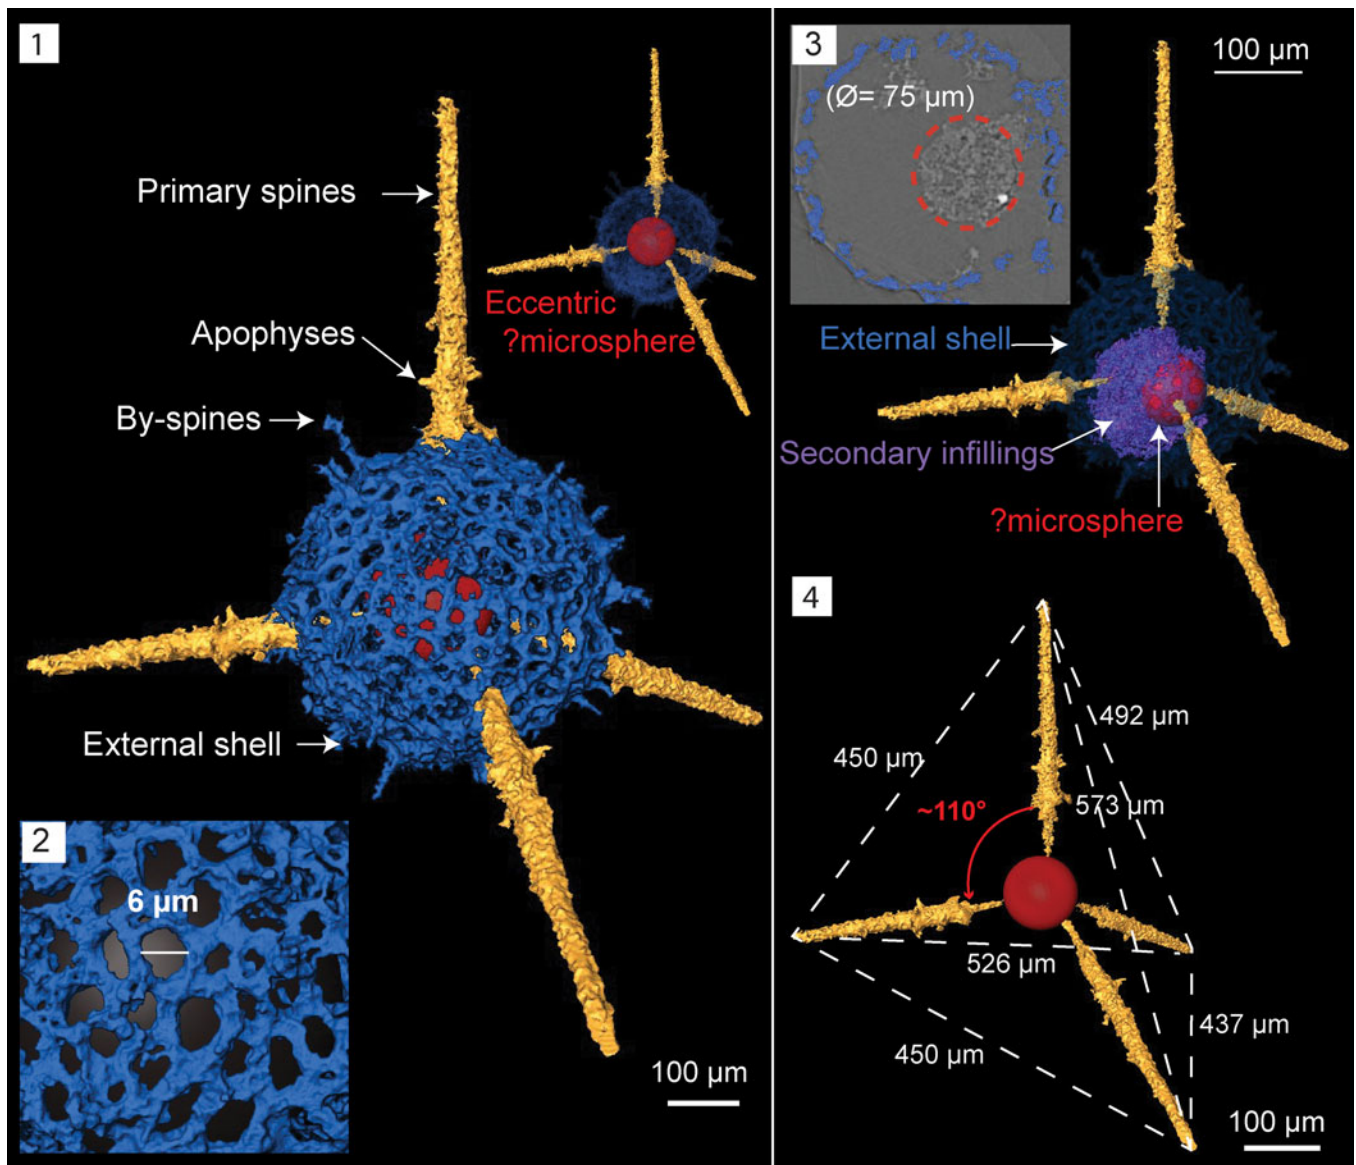 1
Primary spines
Apophyses
By-spines
Eccentric
?microsphere
External shell
100 µm
2
6 µm
3
(Ø= 75 µm)
100 µm
External shell
Secondary infillings
?microsphere
4
492 µm
450 µm
573 µm
~110°
526 µm
437 µm
450 µm
100 µm